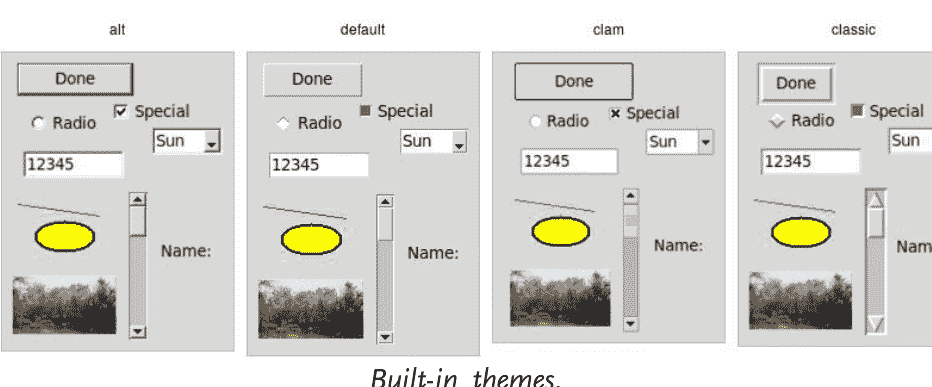 alt
default
clam
classic
Done
Radio
Special
Sun
12345
Name:
Done
Radio
Special
Sun
12345
Name:
Done
Radio
Special
Sun
12345
Name:
Done
Radio
Special
Sun
12345
Nam
Built-in themes.